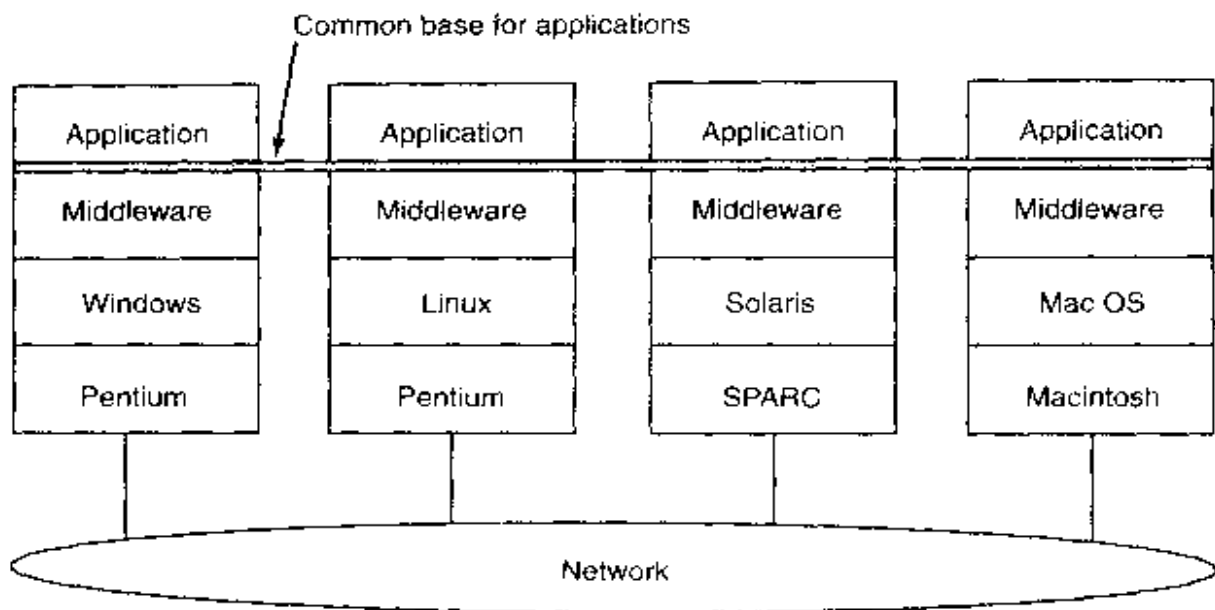 Common base for applications
Application Application Application Application
Middleware Middleware Middleware Middleware
Windows Linux Solaris Mac OS
Pentium Pentium SPARC Macintosh
Network